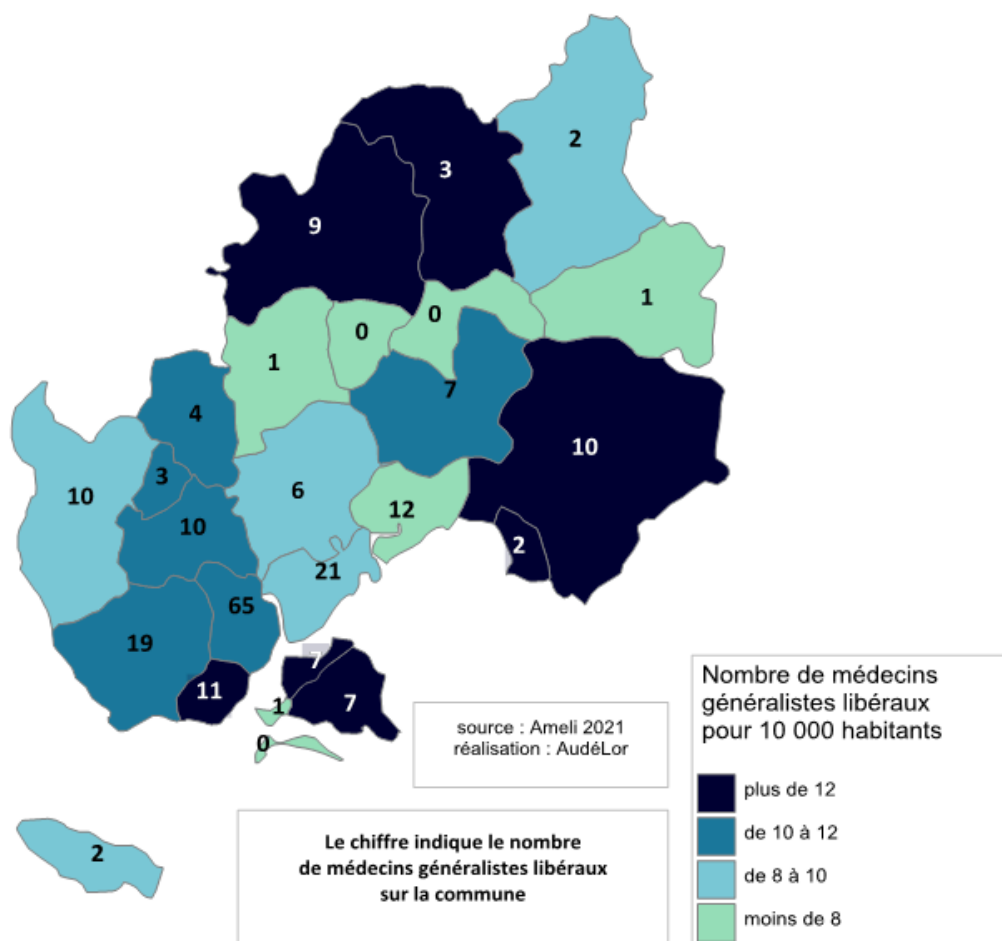 2
3
9
1
0
0
1
7
4
10
6
3
12
10
2
21
65
19
7
11
7
1
0
2
source : Ameli 2021
réalisation : AudéLor
Le chiffre indique le nombre
de médecins généralistes libéraux
sur la commune
Nombre de médecins
généralistes libéraux
pour 10 000 habitants
plus de 12
de 10 à 12
de 8 à 10
moins de 8